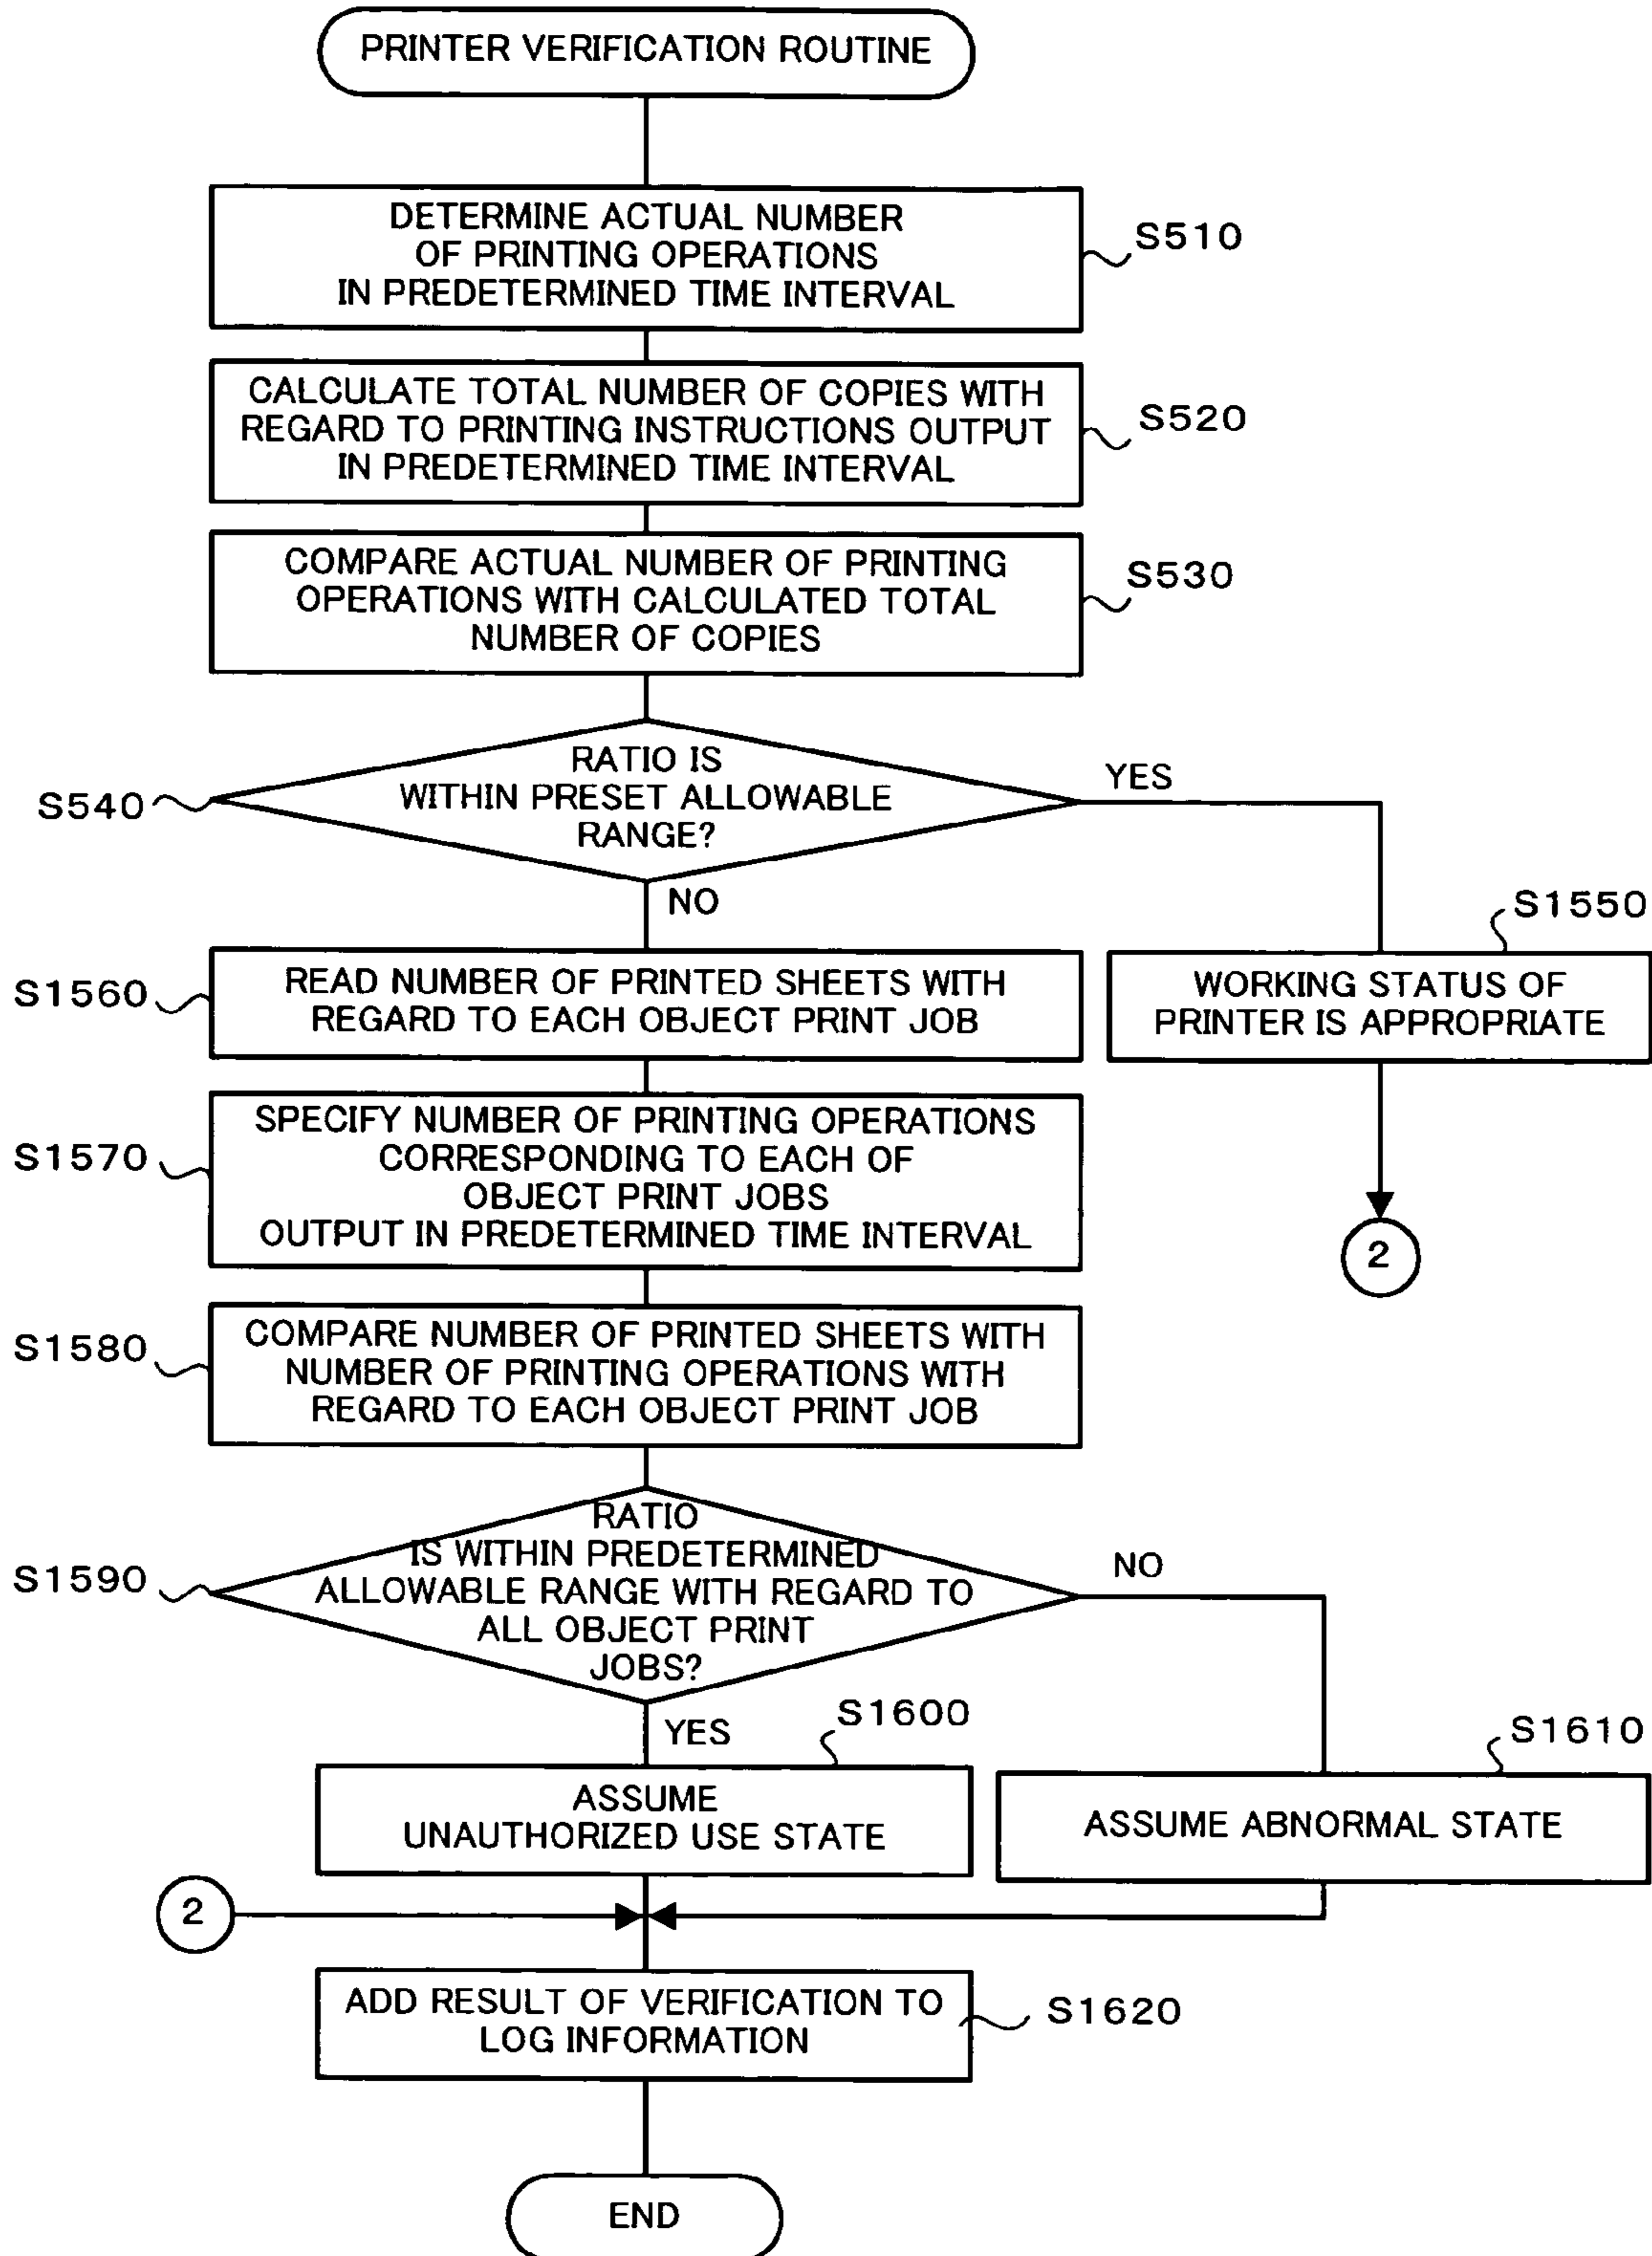 PRINTER VERIFICATION ROUTINE
DETERMINE ACTUAL NUMBER
OF PRINTING OPERATIONS
IN PREDETERMINED TIME INTERVAL
S510
CALCULATE TOTAL NUMBER OF COPIES WITH
REGARD TO PRINTING INSTRUCTIONS OUTPUT
IN PREDETERMINED TIME INTERVAL
S520
COMPARE ACTUAL NUMBER OF PRINTING
OPERATIONS WITH CALCULATED TOTAL
NUMBER OF COPIES
S530
RATIO IS
WITHIN PRESET ALLOWABLE
RANGE?
S540
YES
NO
S1550
WORKING STATUS OF
PRINTER IS APPROPRIATE
2
S1560
READ NUMBER OF PRINTED SHEETS WITH
REGARD TO EACH OBJECT PRINT JOB
S1570
SPECIFY NUMBER OF PRINTING OPERATIONS
CORRESPONDING TO EACH OF
OBJECT PRINT JOBS
OUTPUT IN PREDETERMINED TIME INTERVAL
S1580
COMPARE NUMBER OF PRINTED SHEETS WITH
NUMBER OF PRINTING OPERATIONS WITH
REGARD TO EACH OBJECT PRINT JOB
S1590
RATIO
IS WITHIN PREDETERMINED
ALLOWABLE RANGE WITH REGARD TO
ALL OBJECT PRINT
JOBS?
NO
YES
S1600
ASSUME
UNAUTHORIZED USE STATE
S1610
ASSUME ABNORMAL STATE
2
ADD RESULT OF VERIFICATION TO
LOG INFORMATION
S1620
END